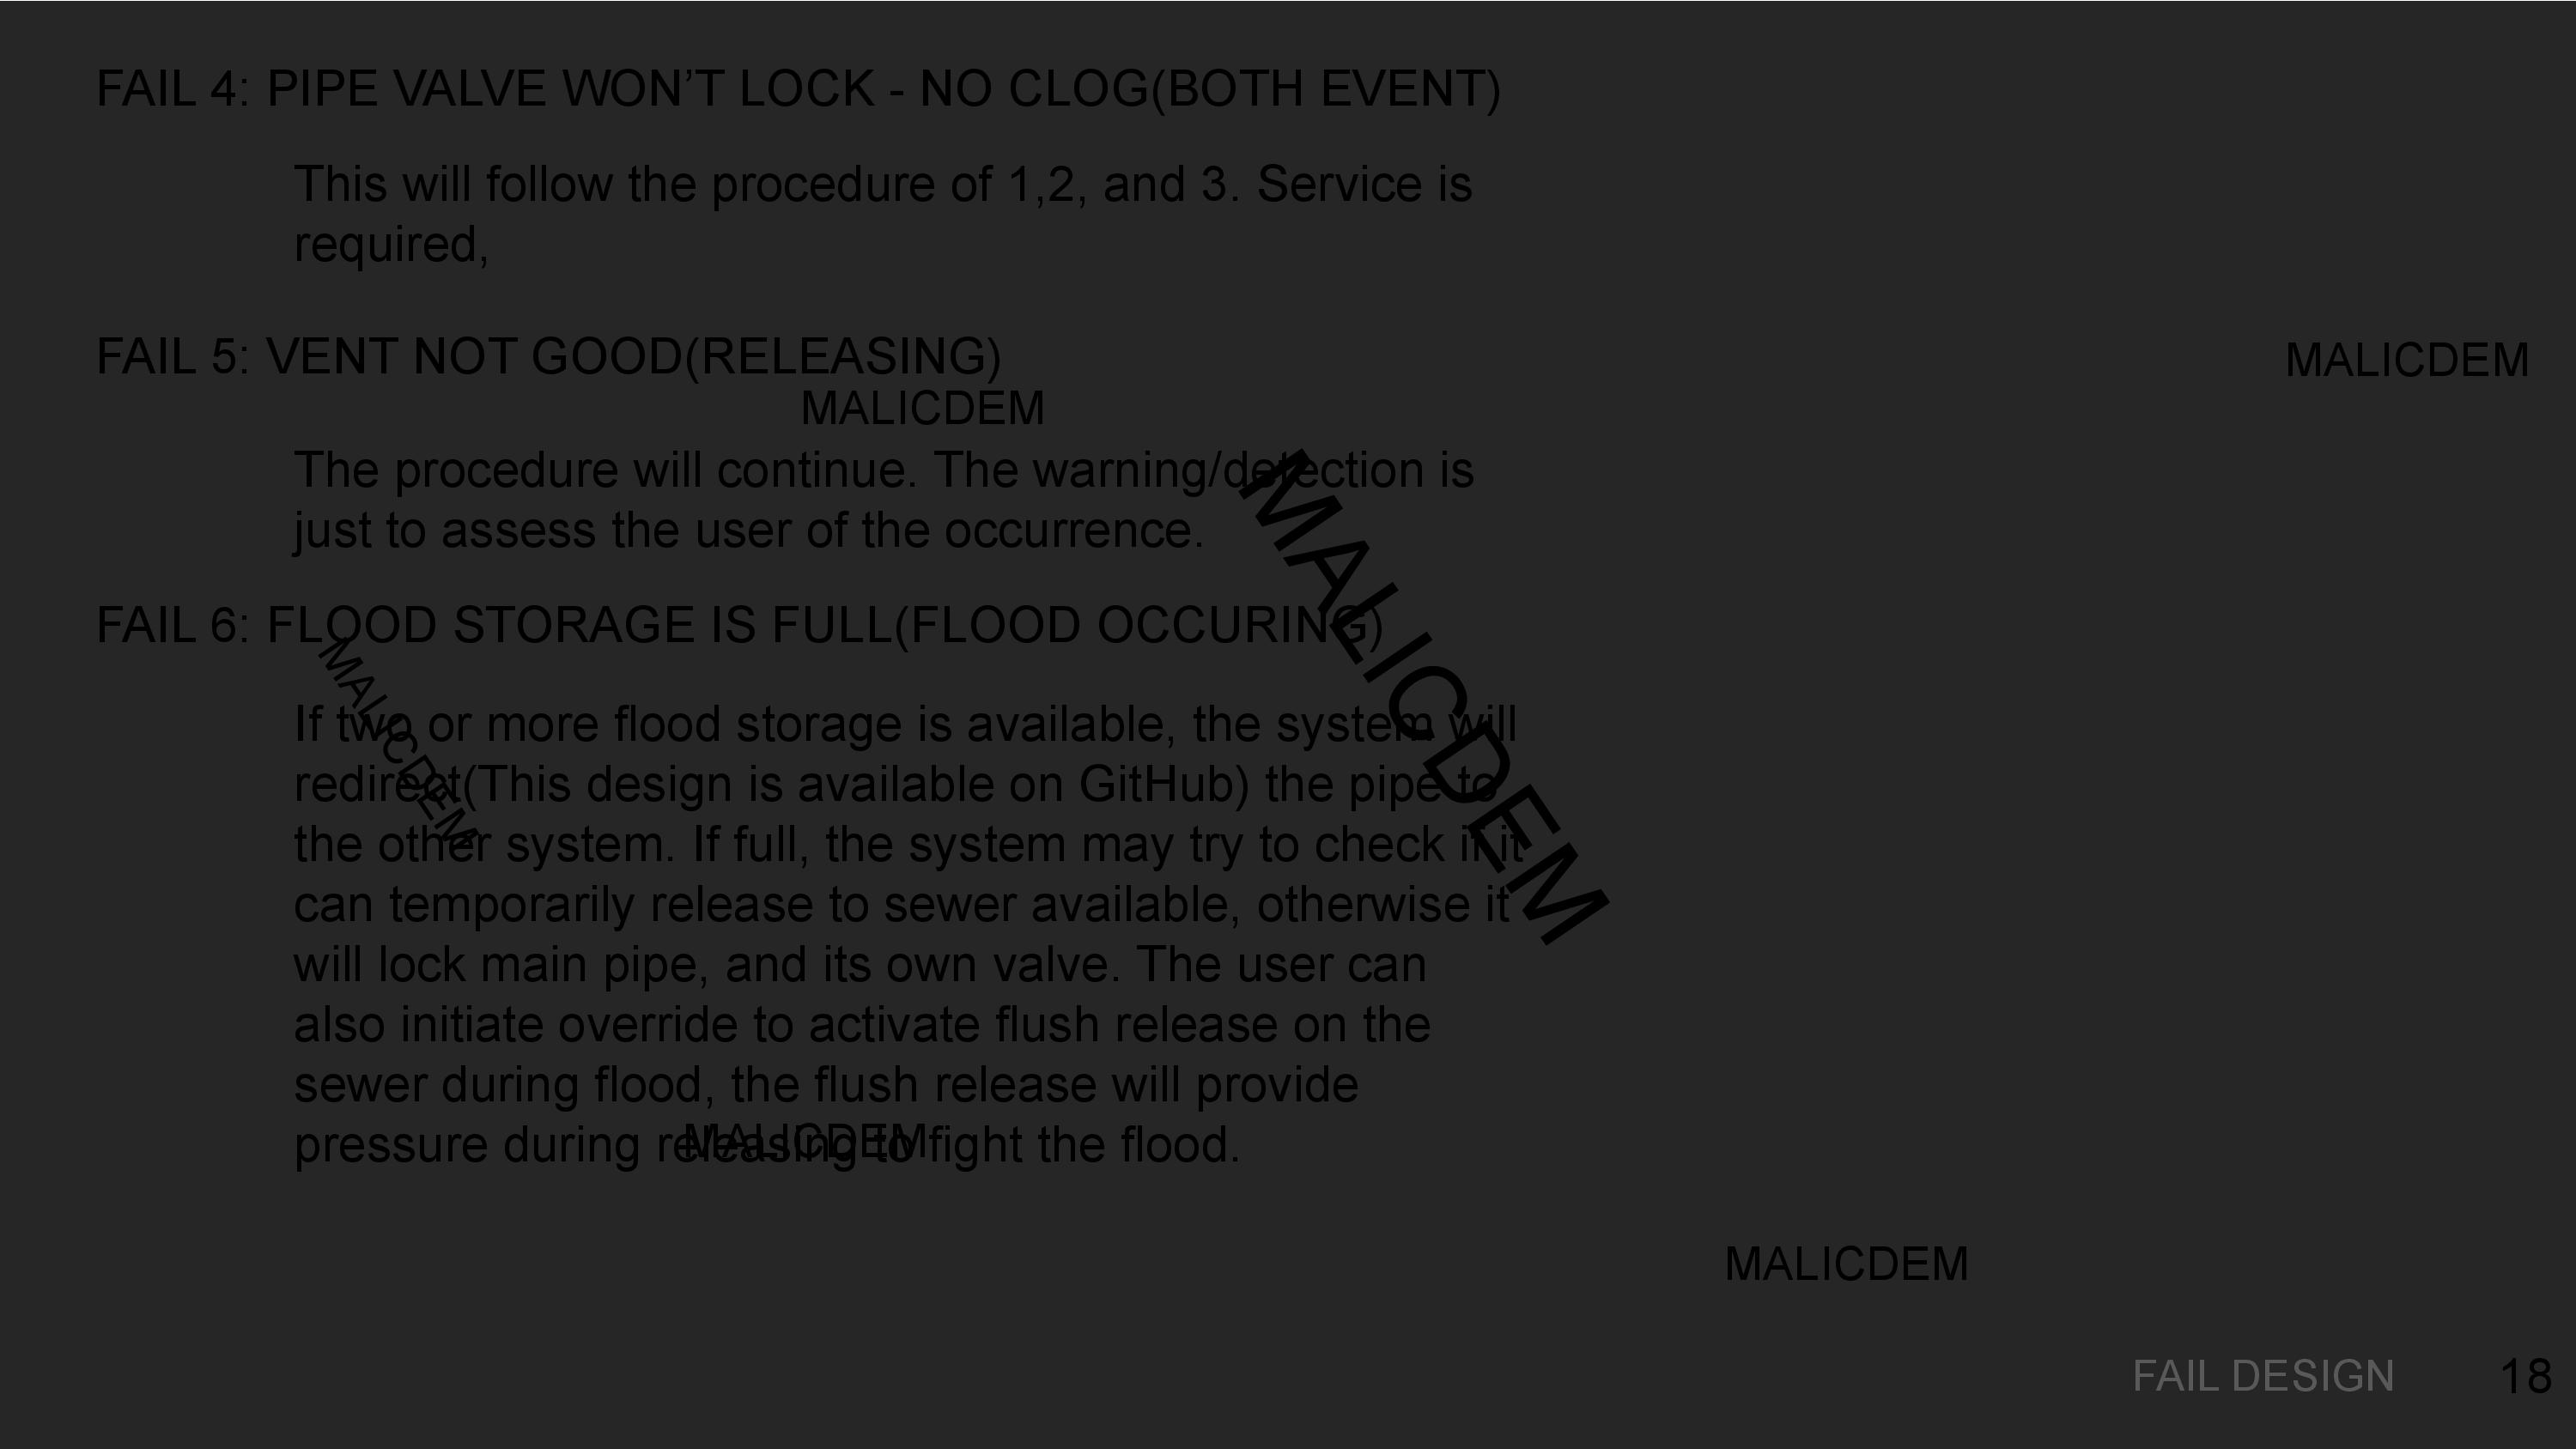 FAIL 4: PIPE VALVE WON’T LOCK - NO CLOG(BOTH EVENT)
This will follow the procedure of 1,2, and 3. Service is
required,
FAIL 5: VENT NOT GOOD(RELEASING)
MALICDEM
MALICDEM
The procedure will continue. The warning/detection is
just to assess the user of the occurrence.
MALICDEM
FAIL 6: FLOOD STORAGE IS FULL(FLOOD OCCURING)
MALICDEM
If two or more flood storage is available, the system will
redirect(This design is available on GitHub) the pipe to
the other system. If full, the system may try to check if it
can temporarily release to sewer available, otherwise it
will lock main pipe, and its own valve. The user can
also initiate override to activate flush release on the
sewer during flood, the flush release will provide
pressure during releasing to fight the flood.
MALICDEM
MALICDEM
FAIL DESIGN 18